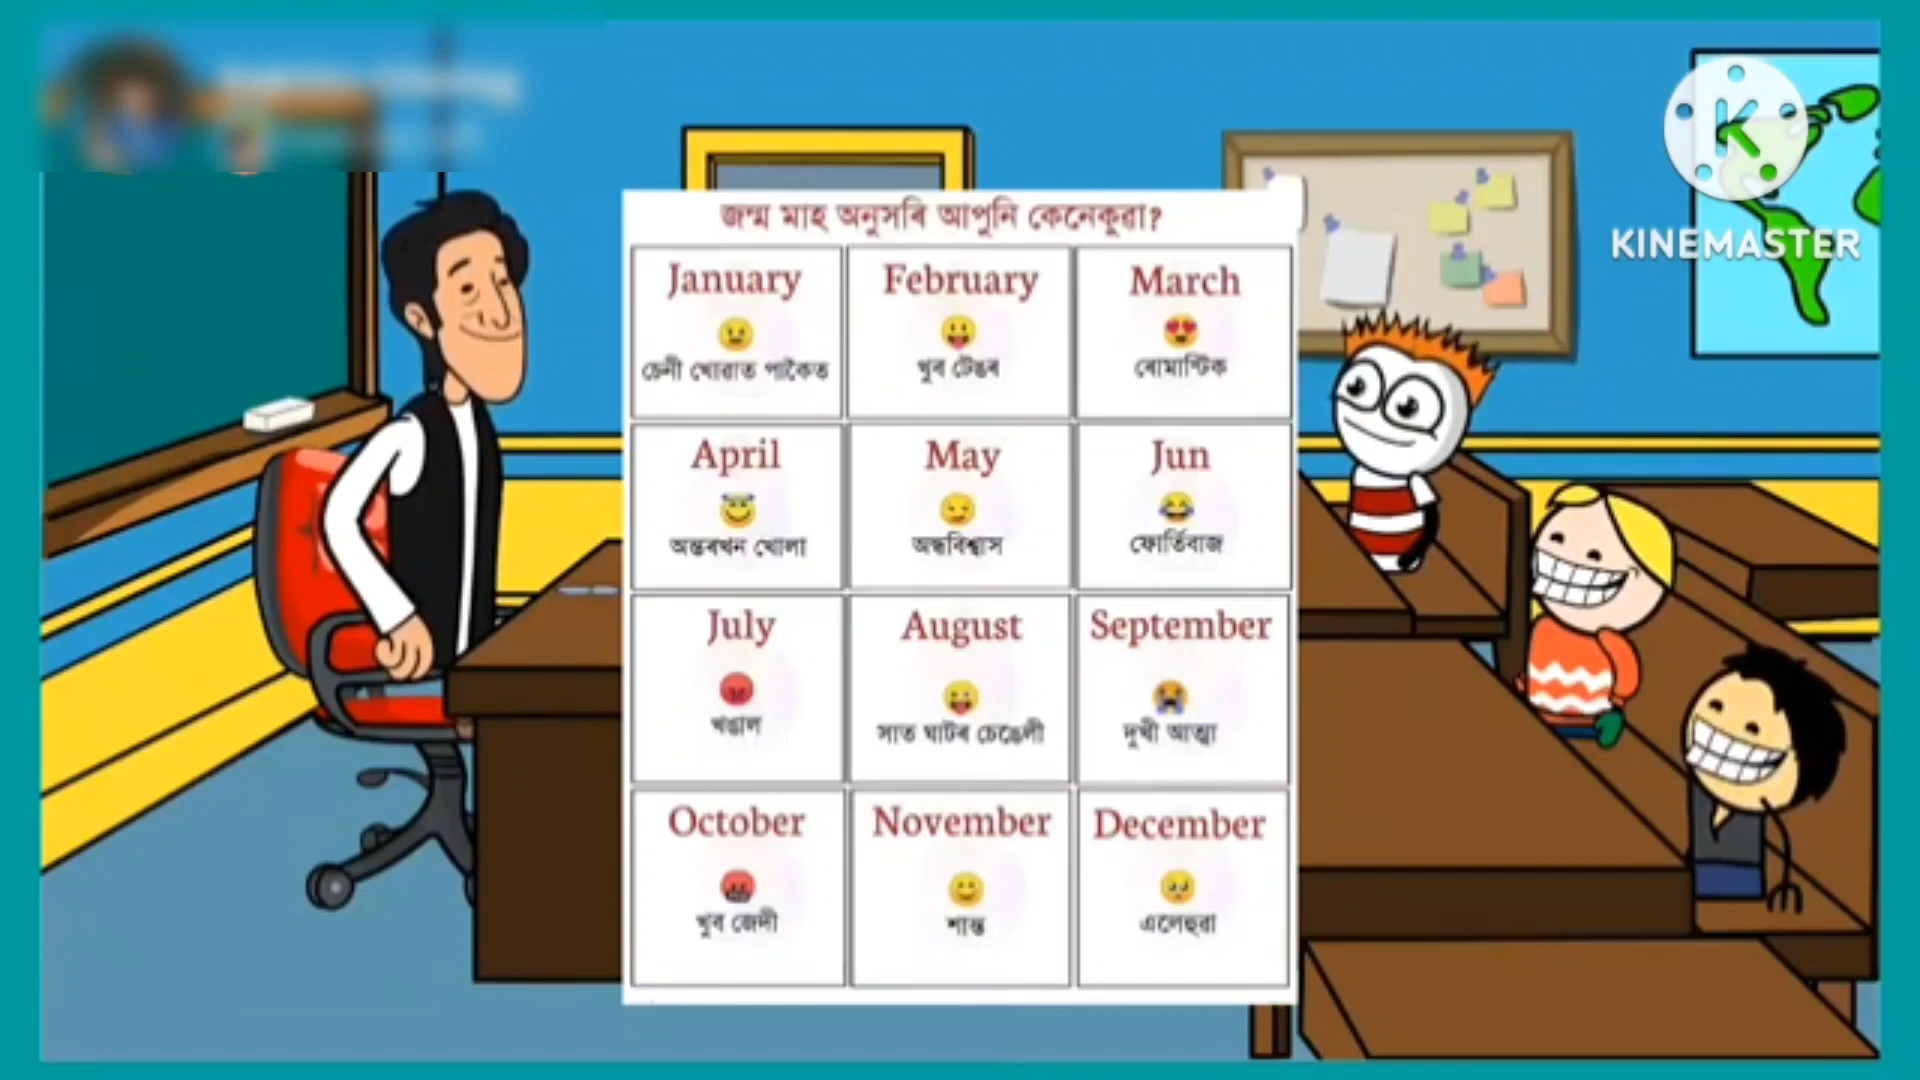 KINEMASTER
জন্ম মাহ অনুসৰি আপুনি কেনেকুৱা?
January
চেনী খোৱাত পাকৈত
February
খুব টেঙৰ
March
ৰোমান্টিক
April
অন্তৰখন খোলা
May
অন্ধবিশ্বাস
Jun
ফোৰ্তিবাজ
July
খঙাল
August
সাত ঘাটৰ চেঙেলী
September
দুখী আত্মা
October
খুব জেদী
November
শান্ত
December
এলেহুৱা